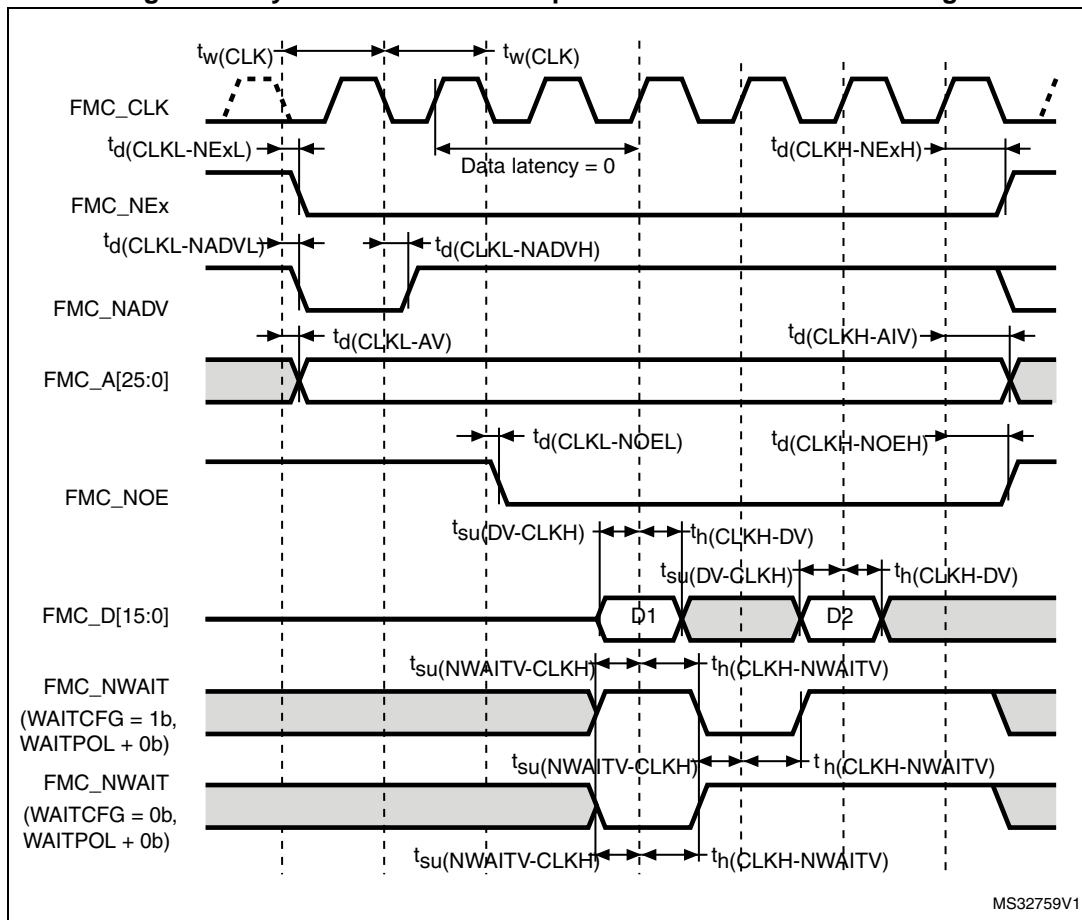 tw(CLK) tw(CLK)
FMC_CLK
td(CLKL-NExL) Data latency = 0 td(CLKH-NExH)
FMC_NEx
td(CLKL-NADVL) td(CLKL-NADVH)
FMC_NADV
td(CLKL-AV) td(CLKH-AIV)
FMC_A[25:0]
td(CLKL-NOEL) td(CLKH-NOEH)
FMC_NOE
tsu(DV-CLKH) th(CLKH-DV)
tsu(DV-CLKH) th(CLKH-DV)
FMC_D[15:0] D1 D2
tsu(NWAITV-CLKH) th(CLKH-NWAITV)
FMC_NWAIT
(WAITCFG = 1b,
WAITPOL + 0b)
tsu(NWAITV-CLKH) th(CLKH-NWAITV)
FMC_NWAIT
(WAITCFG = 0b,
WAITPOL + 0b)
tsu(NWAITV-CLKH) th(CLKH-NWAITV)
MS32759V1